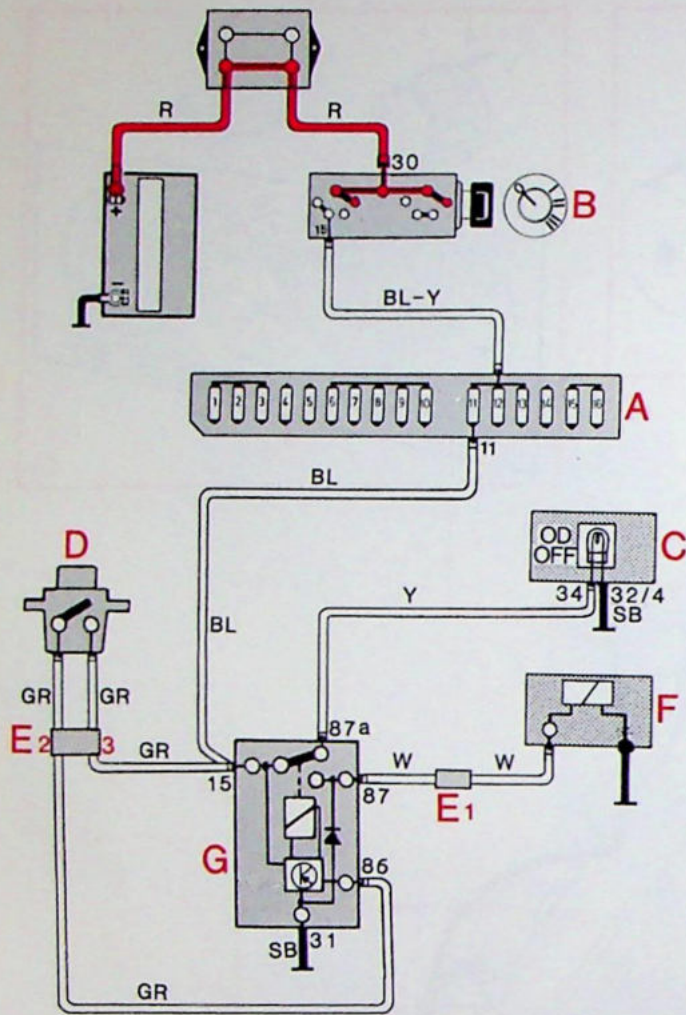 R R
30
+
15
B
I II III
BL-Y
1 2 3 4 5 6 7 8 9 10 11 12 13 14 15 16
A
11
BL
D
OD
OFF
C
34 32/4
SB
Y
BL
GR GR
87a
F
E2 3
GR
15
W W
87
E1
G
86
SB 31
GR